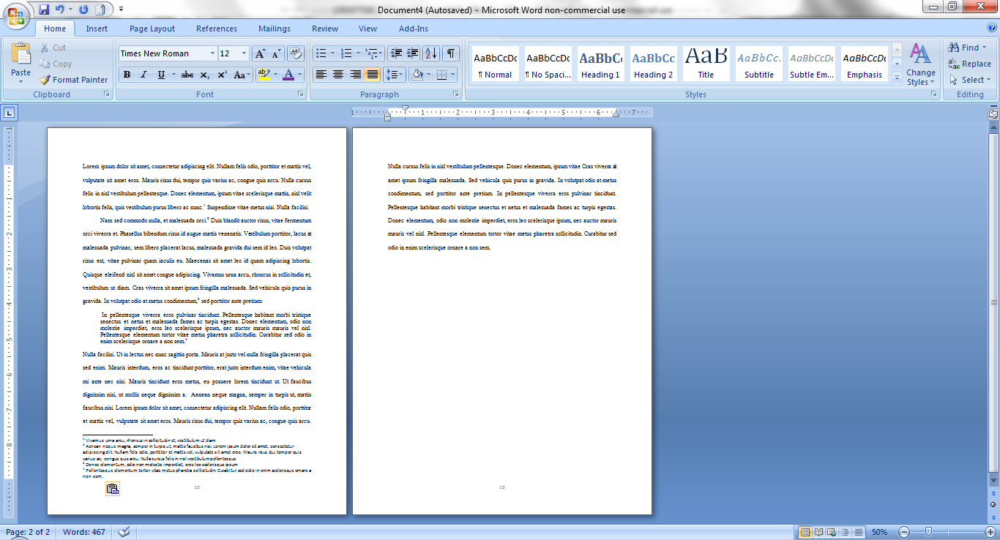 Document4 (Autosaved) - Microsoft Word non-commercial use
Home Insert Page Layout References Mailings Review View Add-Ins
Paste
Cut
Copy
Format Painter
Clipboard
Times New Roman 12
B I U abc x₂ x² Aa
Font
Paragraph
AaBbCcDc AaBbCcDc AaBbCc AaBbCc AaB AaBbCc. AaBbCcDc AaBbCcDc
¶ Normal ¶ No Spaci... Heading 1 Heading 2 Title Subtitle Subtle Em... Emphasis
Change Styles
Styles
Find
Replace
Select
Editing
1 1 2 3 4 5 6 7
Lorem ipsum dolor sit amet, consectetur adipiscing elit. Nullam felis odio, porttitor et mattis vel,
vulputate sit amet eros. Mauris risus dui, tempor quis varius ac, congue quis arcu. Nulla cursus
felis in nisl vestibulum pellentesque. Donec elementum, ipsum vitae scelerisque mattis, nisl velit
lobortis felis, quis vestibulum purus libero ac nunc.¹ Suspendisse vitae metus nisi. Nulla facilisi.
Nam sed commodo nulla, et malesuada orci.² Duis blandit auctor risus, vitae fermentum
orci viverra et. Phasellus bibendum risus id augue mattis venenatis. Vestibulum porttitor, lacus at
malesuada pulvinar, sem libero placerat lacus, malesuada gravida dui sem id leo. Duis volutpat
risus est, vitae pulvinar quam iaculis eu. Maecenas sit amet leo id quam adipiscing lobortis.
Quisque eleifend nisl sit amet congue adipiscing. Vivamus urna arcu, rhoncus in sollicitudin et,
vestibulum ut diam. Cras viverra sit amet ipsum fringilla malesuada. Sed vehicula quis purus in
gravida. In volutpat odio at metus condimentum,³ sed porttitor ante pretium:
In pellentesque viverra eros pulvinar tincidunt. Pellentesque habitant morbi tristique
senectus et netus et malesuada fames ac turpis egestas. Donec elementum, odio non
molestie imperdiet, eros leo scelerisque ipsum, nec auctor mauris mauris vel nisl.
Pellentesque elementum tortor vitae metus pharetra sollicitudin. Curabitur sed odio in
enim scelerisque ornare a non sem.⁴
Nulla facilisi. Ut in lectus nec nunc sagittis porta. Mauris at justo vel nulla fringilla placerat quis
sed enim. Mauris interdum, eros ac tincidunt porttitor, erat justo interdum enim, vitae vehicula
mi ante nec nisi. Mauris tincidunt eros metus, eu posuere lorem tincidunt ut. Ut faucibus
dignissim nisi, ut mollis neque dignissim a. Aenean neque magna, semper in turpis ut, mattis
faucibus nisi. Lorem ipsum dolor sit amet, consectetur adipiscing elit. Nullam felis odio, porttitor
et mattis vel, vulputate sit amet eros. Mauris risus dui, tempor quis varius ac, congue quis arcu.
¹ Vivamus urna arcu, rhoncus in sollicitudin et, vestibulum ut diam
² Aenean neque magna, semper in turpis ut, mattis faucibus nisi. Lorem ipsum dolor sit amet, consectetur
adipiscing elit. Nullam felis odio, porttitor et mattis vel, vulputate sit amet eros. Mauris risus dui, tempor quis
varius ac, congue quis arcu. Nulla cursus felis in nisl vestibulum pellentesque
³ Donec elementum, odio non molestie imperdiet, eros leo scelerisque ipsum
⁴ Pellentesque elementum tortor vitae metus pharetra sollicitudin. Curabitur sed odio in enim scelerisque ornare a
non sem.
10
Nulla cursus felis in nisl vestibulum pellentesque. Donec elementum, ipsum vitae Cras viverra sit
amet ipsum fringilla malesuada. Sed vehicula quis purus in gravida. In volutpat odio at metus
condimentum, sed porttitor ante pretium. In pellentesque viverra eros pulvinar tincidunt.
Pellentesque habitant morbi tristique senectus et netus et malesuada fames ac turpis egestas.
Donec elementum, odio non molestie imperdiet, eros leo scelerisque ipsum, nec auctor mauris
mauris vel nisl. Pellentesque elementum tortor vitae metus pharetra sollicitudin. Curabitur sed
odio in enim scelerisque ornare a non sem.
10
Page: 2 of 2 Words: 467 50%